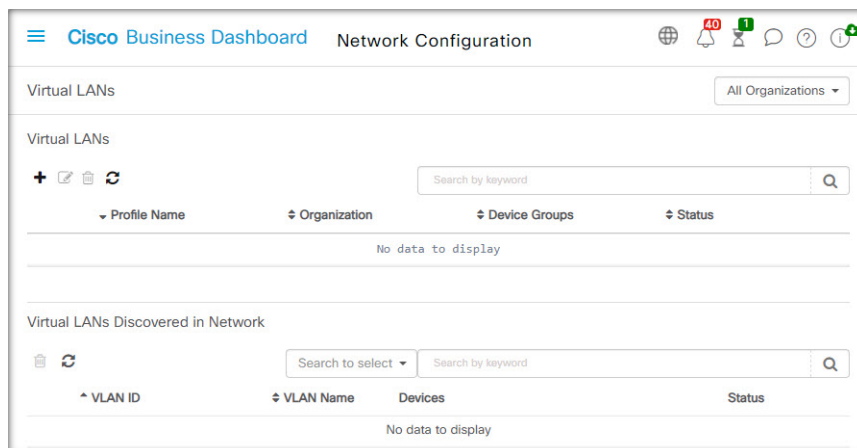 Cisco Business Dashboard Network Configuration 40 1
Virtual LANs All Organizations
Virtual LANs
Search by keyword
Profile Name Organization Device Groups Status
No data to display
Virtual LANs Discovered in Network
Search to select Search by keyword
VLAN ID VLAN Name Devices Status
No data to display